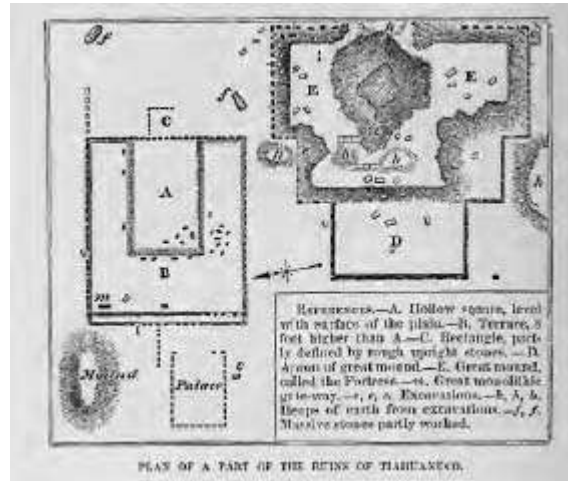 f
f
C
E
E
A
h
h
h
B
D
m
Mound
Palace
REFERENCES.—A. Hollow square, level
with surface of the plain.—B. Terrace, 8
feet higher than A.—C. Rectangle, part-
ly defined by rough upright stones.—D.
Apron of great mound.—E. Great mound,
called the Fortress.—m. Great monolithic
gate-way.—e, e, e. Excavations.—h, h, h.
Heaps of earth from excavations.—f, f.
Massive stones partly worked.
PLAN OF A PART OF THE RUINS OF TIAHUANUCO.